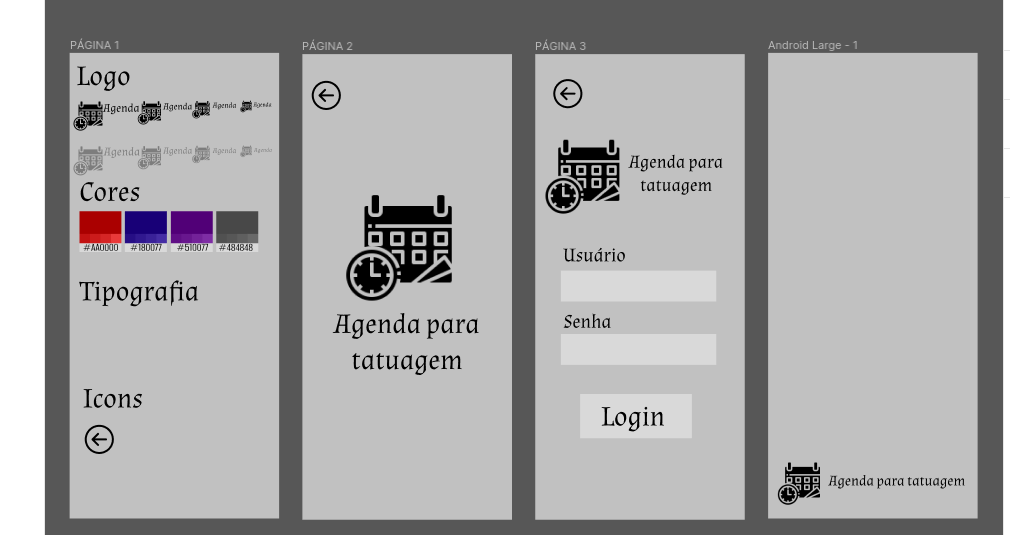 PÁGINA 1
Logo
Agenda Agenda Agenda Agenda
Agenda Agenda Agenda Agenda
Cores
#AA0000 #180077 #510077 #484848
Tipografia
Icons
PÁGINA 2
Agenda para
tatuagem
PÁGINA 3
Agenda para
tatuagem
Usuário
Senha
Login
Android Large - 1
Agenda para tatuagem